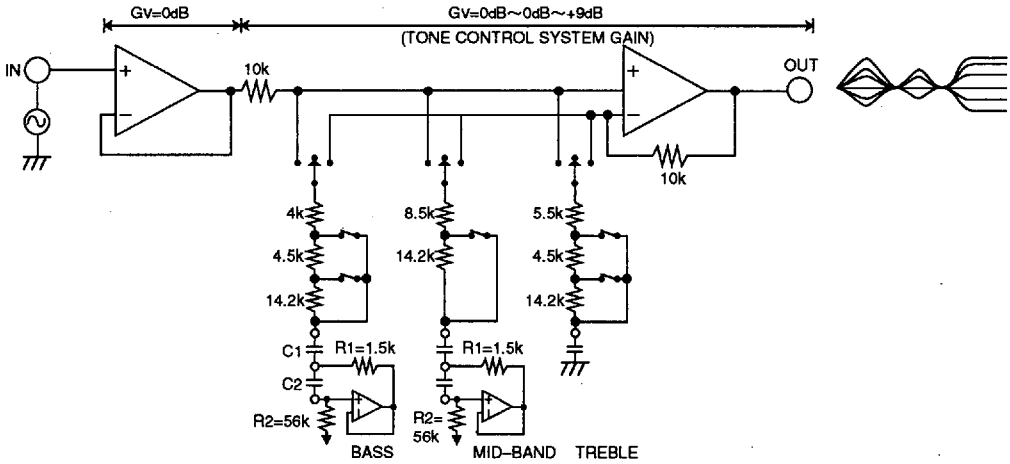 GV=0dB
GV=0dB~0dB~+9dB
(TONE CONTROL SYSTEM GAIN)
IN
+
−
10k
+
−
OUT
10k
4k
4.5k
14.2k
8.5k
14.2k
5.5k
4.5k
14.2k
C1
R1=1.5k
C2
R2=56k
+
−
R1=1.5k
R2=
56k
+
−
BASS
MID−BAND
TREBLE